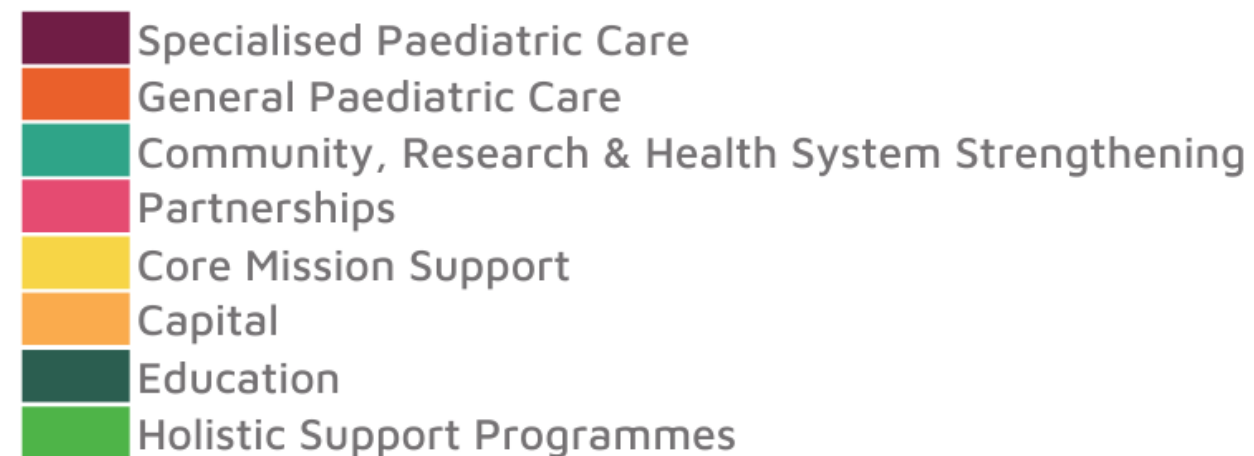 Specialised Paediatric Care
General Paediatric Care
Community, Research & Health System Strengthening
Partnerships
Core Mission Support
Capital
Education
Holistic Support Programmes